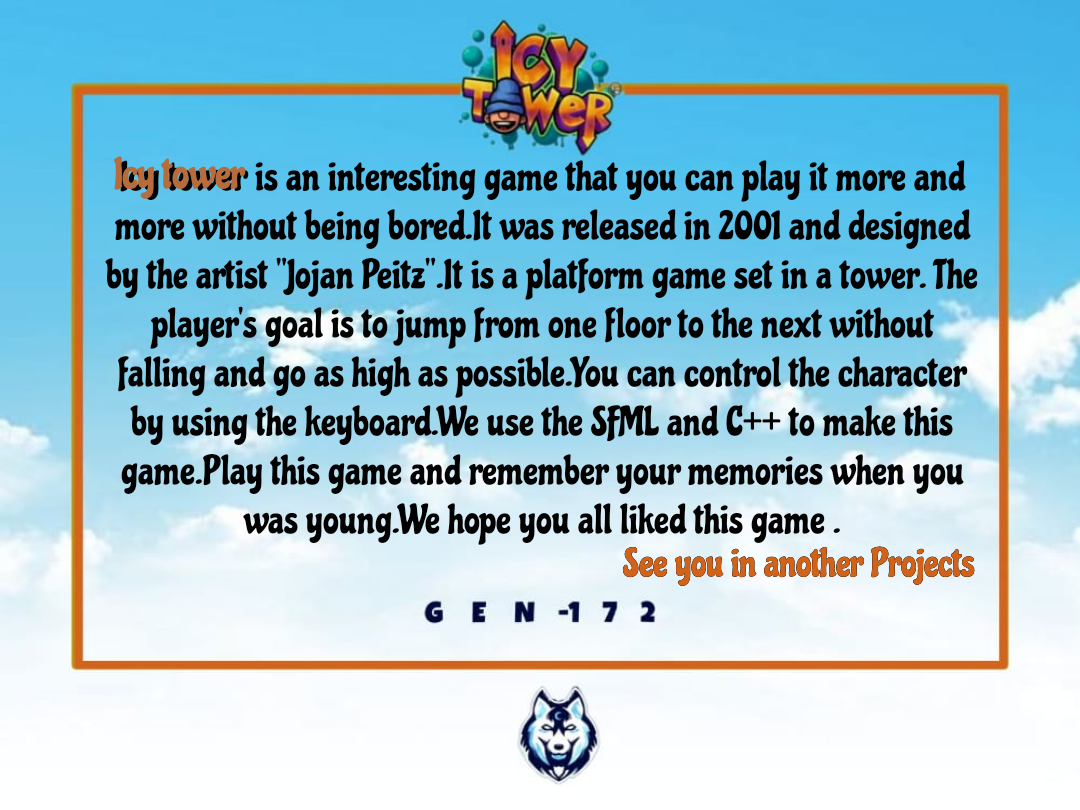 ICY
TOWER
Icy tower is an interesting game that you can play it more and
more without being bored.It was released in 2001 and designed
by the artist "Jojan Peitz".It is a platform game set in a tower. The
player's goal is to jump from one floor to the next without
falling and go as high as possible.You can control the character
by using the keyboard.We use the SFML and C++ to make this
game.Play this game and remember your memories when you
was young.We hope you all liked this game .
See you in another Projects
GEN-172